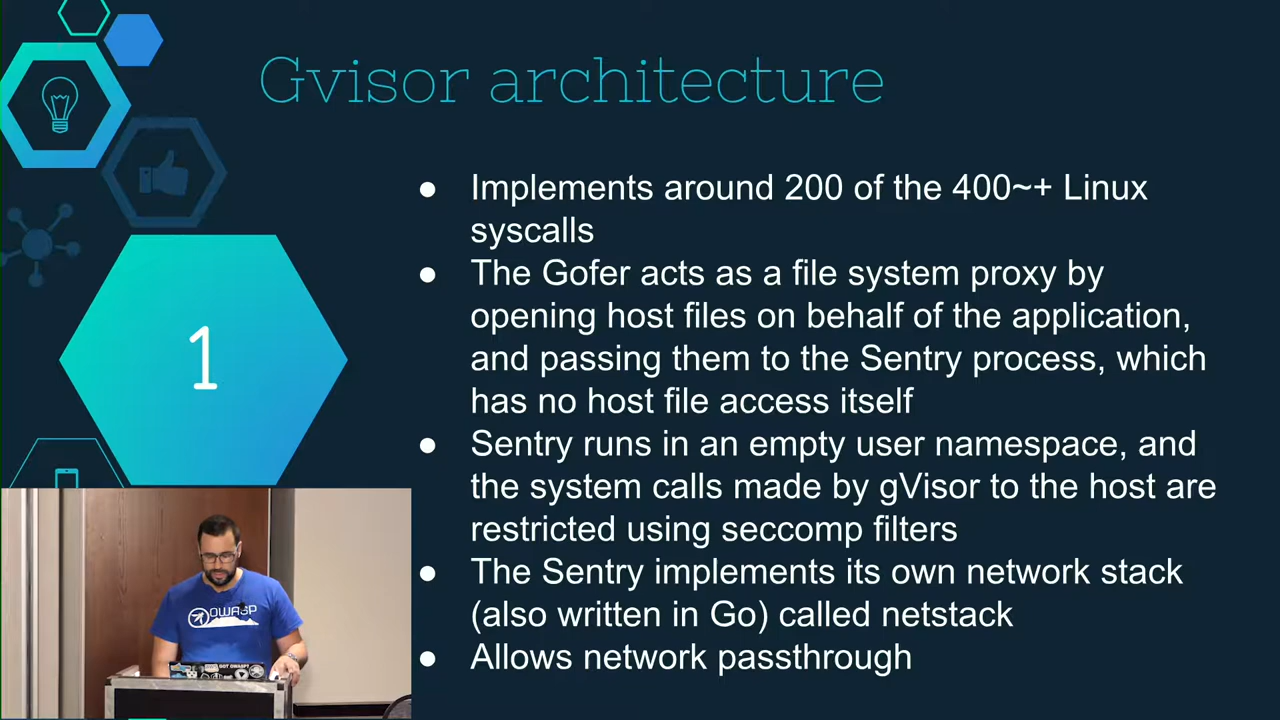 Gvisor architecture
● Implements around 200 of the 400~+ Linux
syscalls
● The Gofer acts as a file system proxy by
opening host files on behalf of the application,
and passing them to the Sentry process, which
has no host file access itself
● Sentry runs in an empty user namespace, and
the system calls made by gVisor to the host are
restricted using seccomp filters
● The Sentry implements its own network stack
(also written in Go) called netstack
● Allows network passthrough
1
OWASP
GOT OWASP?